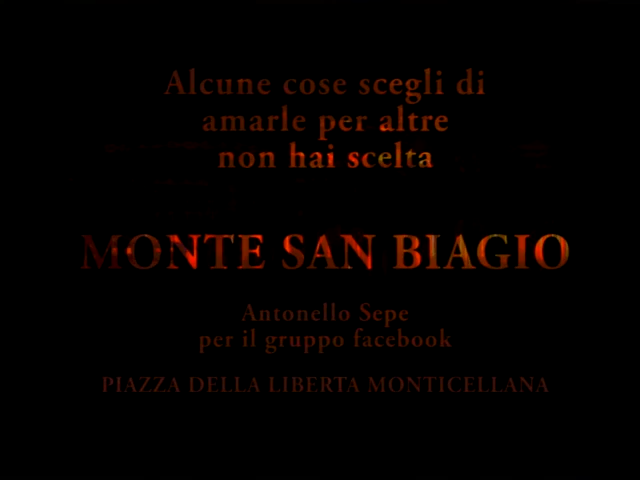 Alcune cose scegli di
amarle per altre
non hai scelta
MONTE SAN BIAGIO
Antonello Sepe
per il gruppo facebook
PIAZZA DELLA LIBERTA MONTICELLANA